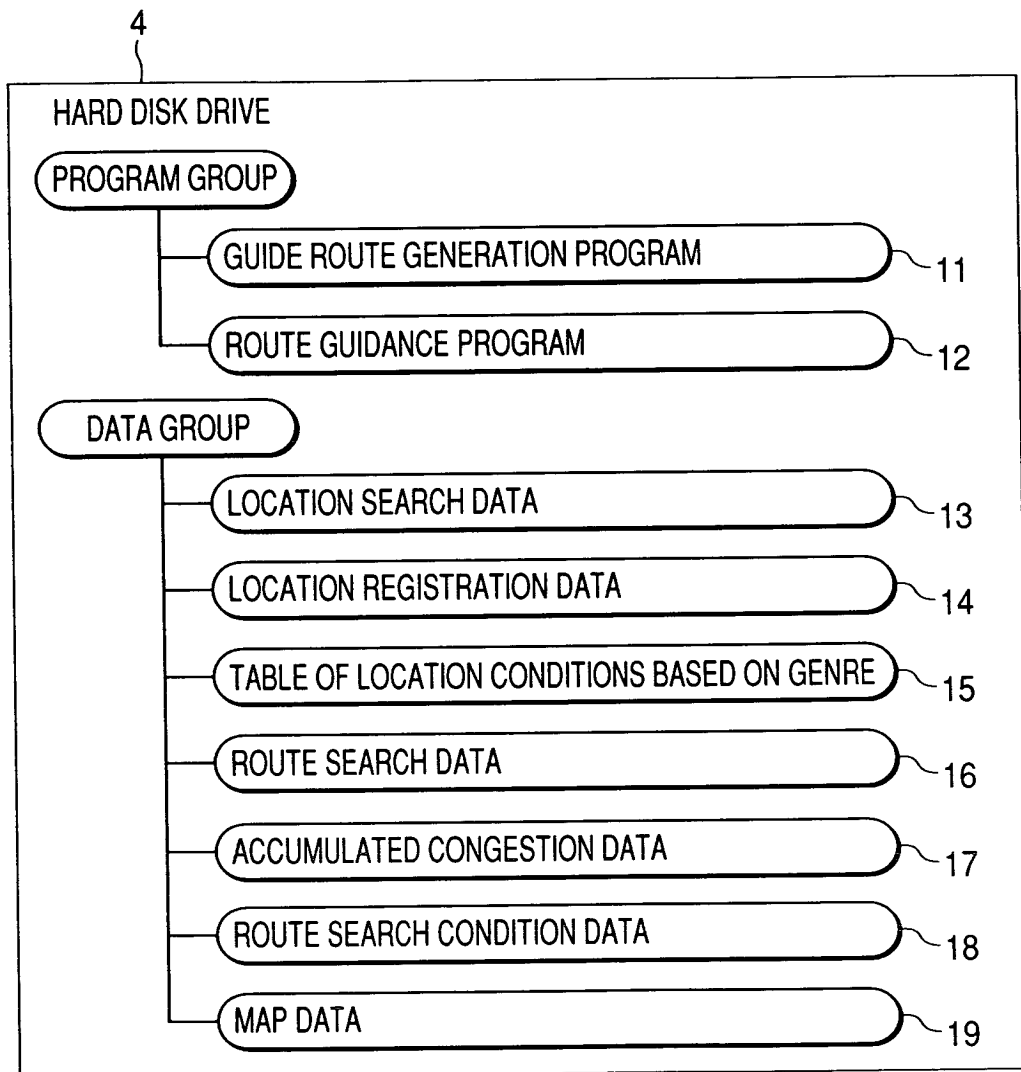 4
HARD DISK DRIVE
PROGRAM GROUP
GUIDE ROUTE GENERATION PROGRAM
11
ROUTE GUIDANCE PROGRAM
12
DATA GROUP
LOCATION SEARCH DATA
13
LOCATION REGISTRATION DATA
14
TABLE OF LOCATION CONDITIONS BASED ON GENRE
15
ROUTE SEARCH DATA
16
ACCUMULATED CONGESTION DATA
17
ROUTE SEARCH CONDITION DATA
18
MAP DATA
19